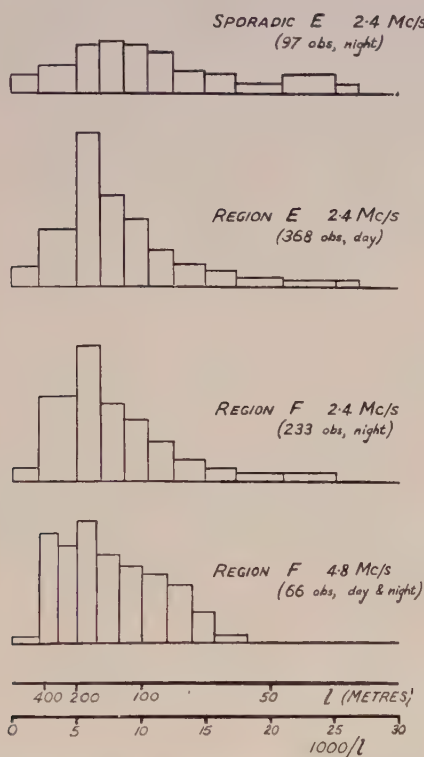 SPORADIC E 2·4 Mc/s
(97 obs, night)
REGION E 2·4 Mc/s
(368 obs, day)
REGION F 2·4 Mc/s
(233 obs, night)
REGION F 4·8 Mc/s
(66 obs, day & night)
400 200 100 50 l (METRES)
0 5 10 15 20 25 30
1000/l